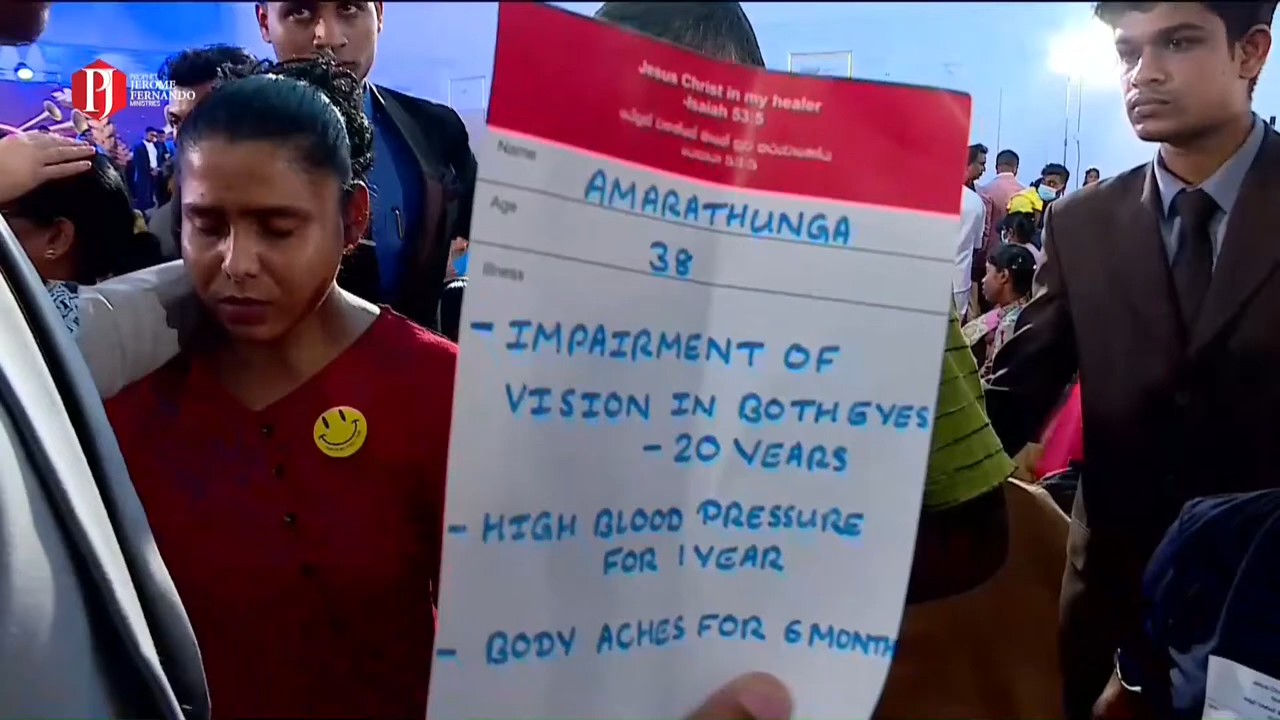 PJ
PROPHET
JEROME
FERNANDO
MINISTRIES
Jesus Christ in my healer
-Isaiah 53:5
Name
AMARATHUNGA
Age
38
Illness
- IMPAIRMENT OF
VISION IN BOTH EYES
- 20 YEARS
- HIGH BLOOD PRESSURE
FOR 1 YEAR
- BODY ACHES FOR 6 MONTH